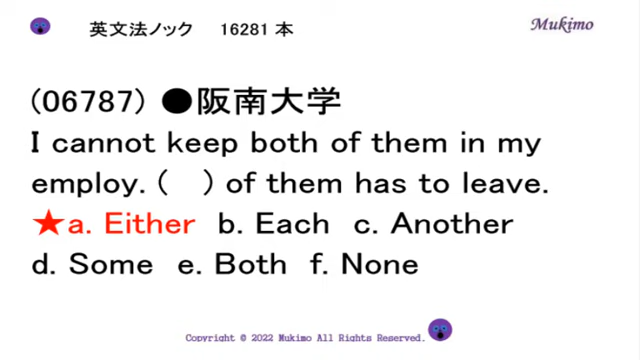 英文法ノック 16281 本
Mukimo
(06787) ●阪南大学
I cannot keep both of them in my
employ. (  ) of them has to leave.
★a. Either b. Each c. Another
d. Some e. Both f. None
Copyright @ 2022 Mukimo All Rights Reserved.